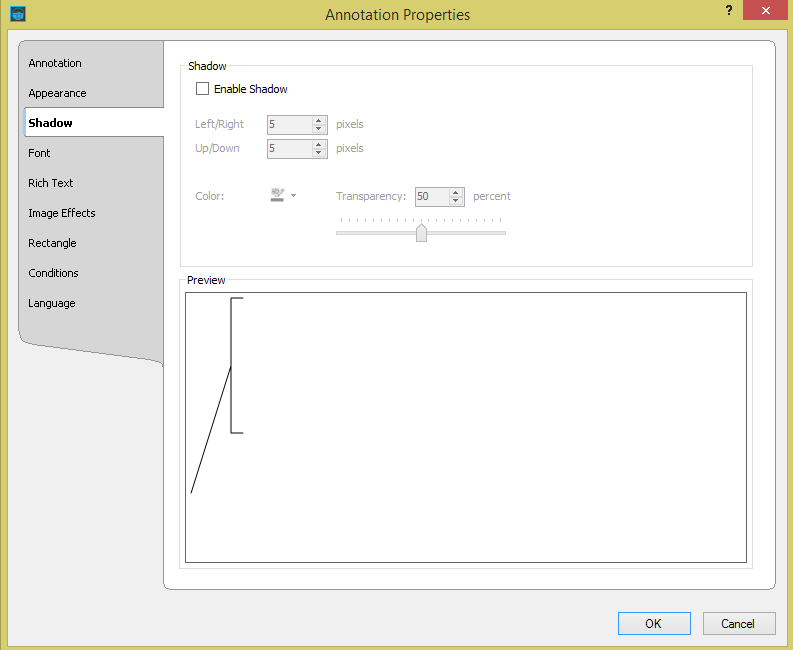 Annotation Properties
?
Annotation
Appearance
Shadow
Font
Rich Text
Image Effects
Rectangle
Conditions
Language
Shadow
Enable Shadow
Left/Right 5 pixels
Up/Down 5 pixels
Color: Transparency: 50 percent
Preview
OK Cancel